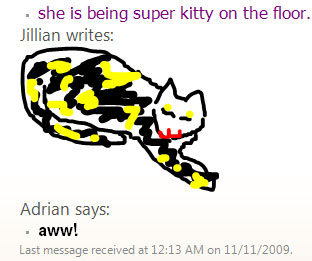 she is being super kitty on the floor.
Jillian writes:
Adrian says:
aww!
Last message received at 12:13 AM on 11/11/2009.